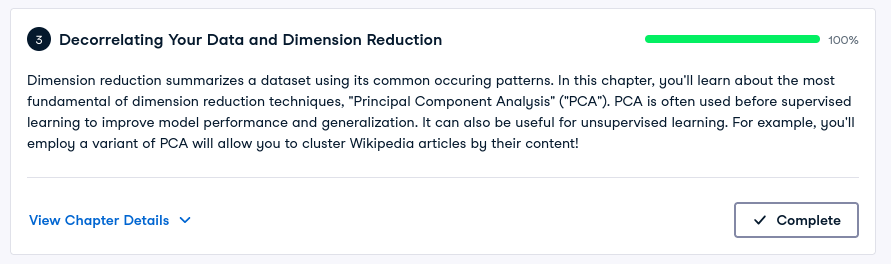 3 Decorrelating Your Data and Dimension Reduction 100%
Dimension reduction summarizes a dataset using its common occuring patterns. In this chapter, you'll learn about the most
fundamental of dimension reduction techniques, "Principal Component Analysis" ("PCA"). PCA is often used before supervised
learning to improve model performance and generalization. It can also be useful for unsupervised learning. For example, you'll
employ a variant of PCA will allow you to cluster Wikipedia articles by their content!
View Chapter Details Complete